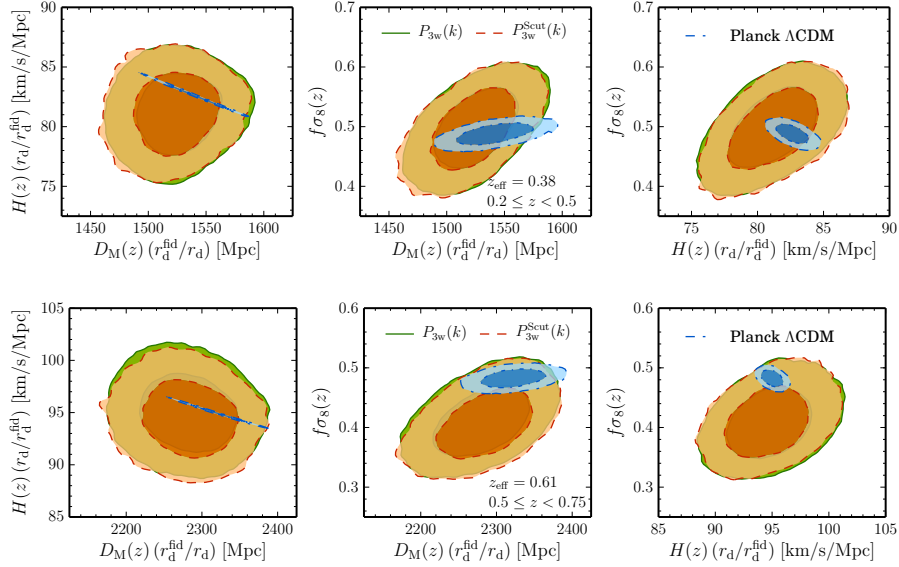 90
85
80
75
H(z) (r_d/r_d^fid) [km/s/Mpc]
1450 1500 1550 1600
D_M(z) (r_d^fid/r_d) [Mpc]
0.6
0.5
0.4
fσ_8(z)
P_3w(k) P_3w^Scut(k)
z_eff = 0.38
0.2 ≤ z < 0.5
1450 1500 1550 1600
D_M(z) (r_d^fid/r_d) [Mpc]
0.7
0.6
0.5
0.4
fσ_8(z)
Planck ΛCDM
75 80 85 90
H(z) (r_d/r_d^fid) [km/s/Mpc]
105
100
95
90
85
H(z) (r_d/r_d^fid) [km/s/Mpc]
2200 2300 2400
D_M(z) (r_d^fid/r_d) [Mpc]
0.6
0.5
0.4
0.3
fσ_8(z)
P_3w(k) P_3w^Scut(k)
z_eff = 0.61
0.5 ≤ z < 0.75
2200 2300 2400
D_M(z) (r_d^fid/r_d) [Mpc]
0.6
0.5
0.4
0.3
fσ_8(z)
Planck ΛCDM
85 90 95 100 105
H(z) (r_d/r_d^fid) [km/s/Mpc]